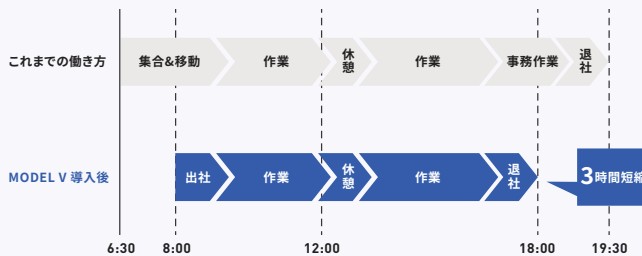 これまでの働き方
集合&移動
作業
休憩
作業
事務作業
退社
MODEL V 導入後
出社
作業
休憩
作業
退社
3時間短縮
6:30
8:00
12:00
18:00
19:30